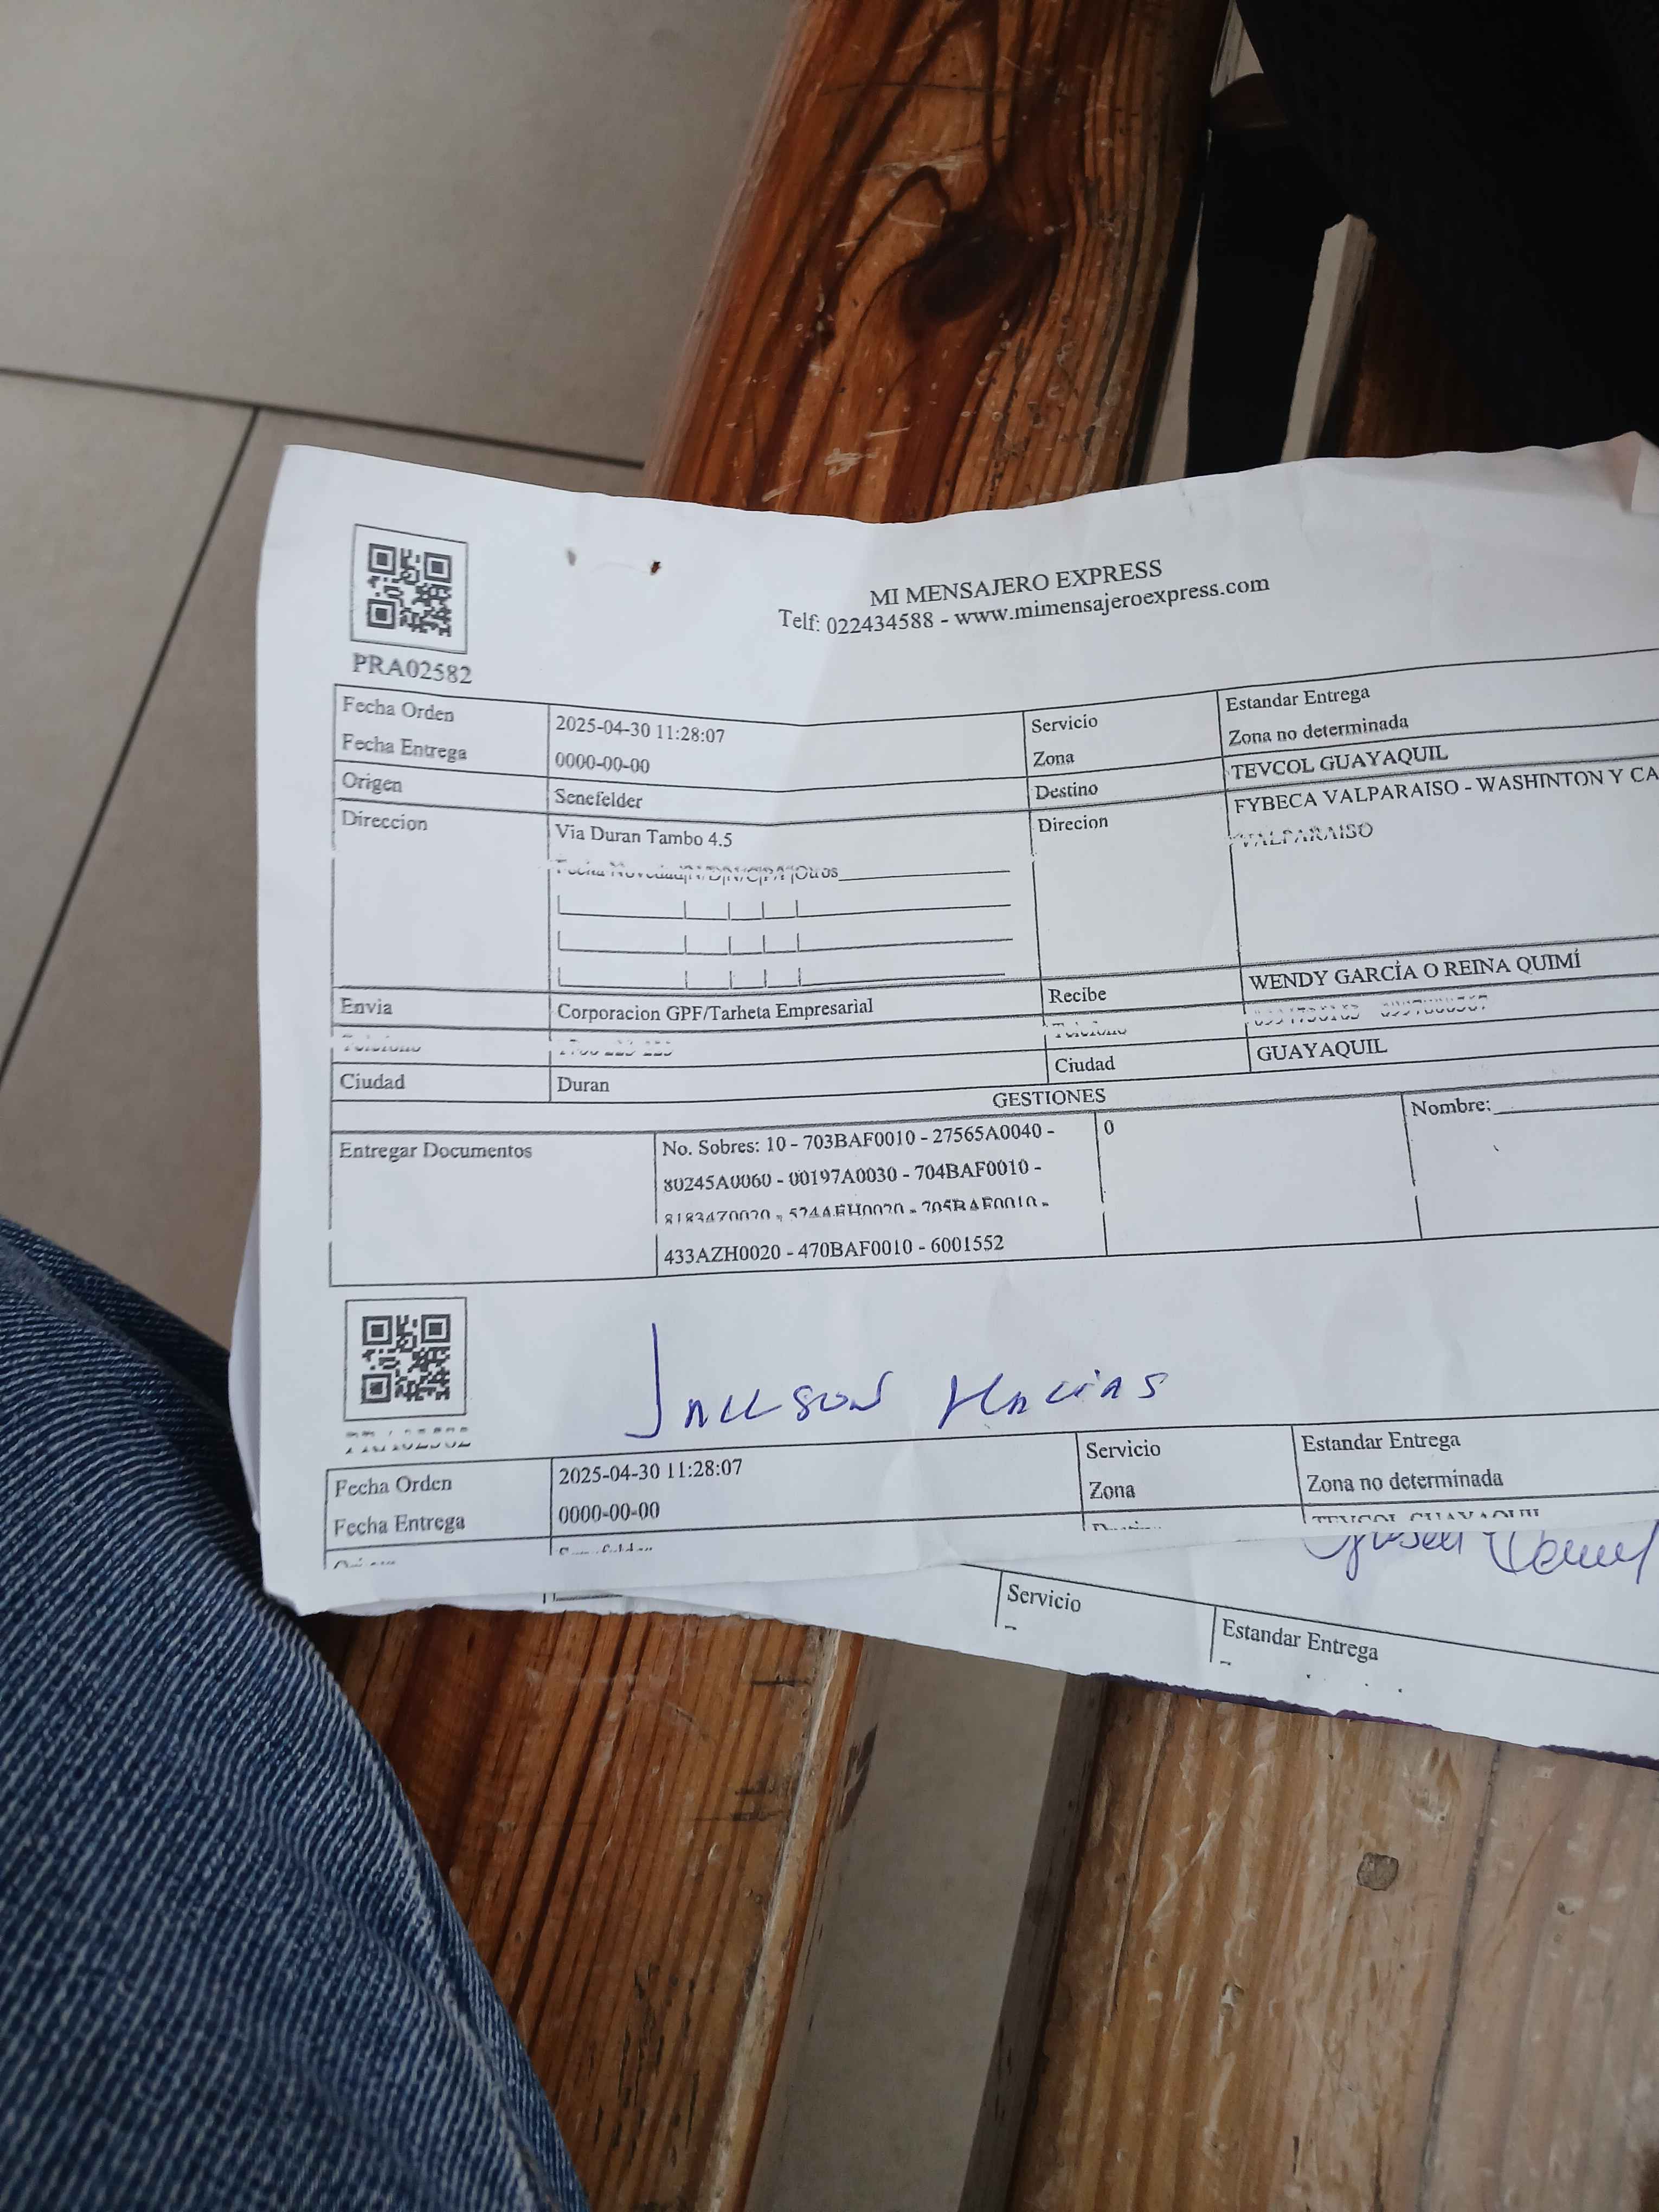 MI MENSAJERO EXPRESS
Telf: 022434588 - www.mimensajeroexpress.com
PRA02582
Fecha Orden 2025-04-30 11:28:07 Servicio Estandar Entrega
Fecha Entrega 0000-00-00 Zona Zona no determinada
Origen Senefelder Destino TEVCOL GUAYAQUIL
Direccion Via Duran Tambo 4.5 Direcion FYBECA VALPARAISO - WASHINTON Y CA
VALPARAISO
Envia Corporacion GPF/Tarheta Empresarial Recibe WENDY GARCÍA O REINA QUIMÍ
Ciudad Duran Ciudad GUAYAQUIL
GESTIONES
Entregar Documentos No. Sobres: 10 - 703BAF0010 - 27565A0040 - 0 Nombre:
80245A0060 - 00197A0030 - 704BAF0010 -
433AZH0020 - 470BAF0010 - 6001552
Fecha Orden 2025-04-30 11:28:07 Servicio Estandar Entrega
Fecha Entrega 0000-00-00 Zona Zona no determinada
TEVCOL GUAYAQUIL
Servicio Estandar Entrega